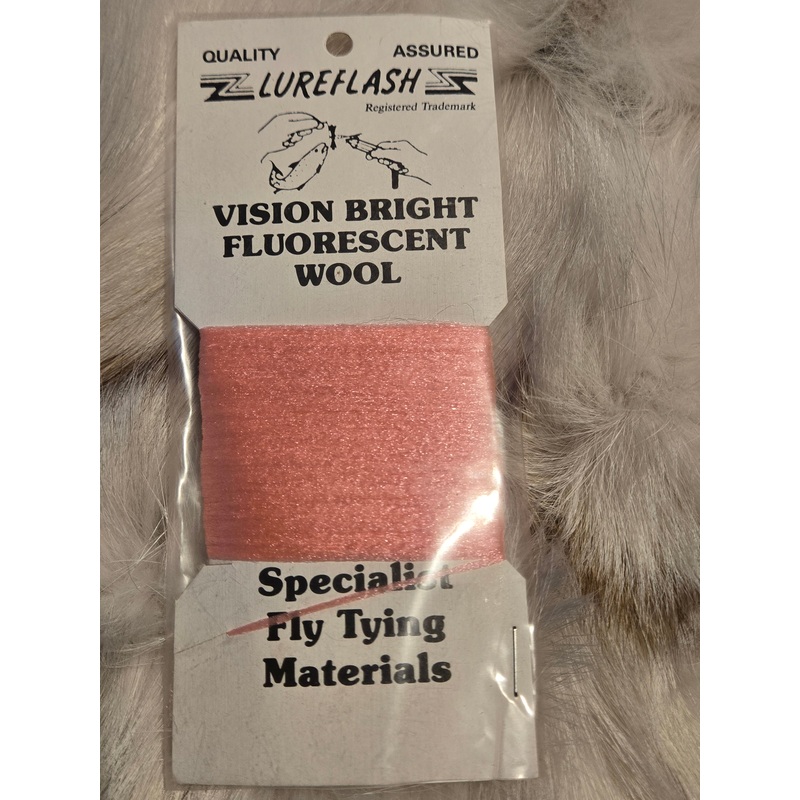 QUALITY ASSURED
LUREFLASH
Registered Trademark
VISION BRIGHT
FLUORESCENT
WOOL
Specialist
Fly Tying
Materials